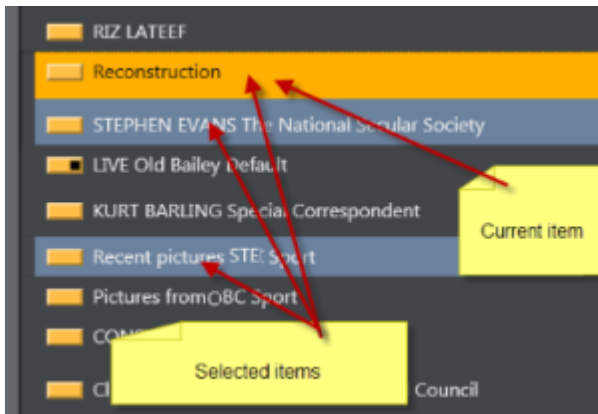 RIZ LATEEF
Reconstruction
STEPHEN EVANS The National Secular Society
LIVE Old Bailey Default
KURT BARLING Special Correspondent
Current item
Recent pictures STE Sport
Pictures from BC Sport
Selected items
Council